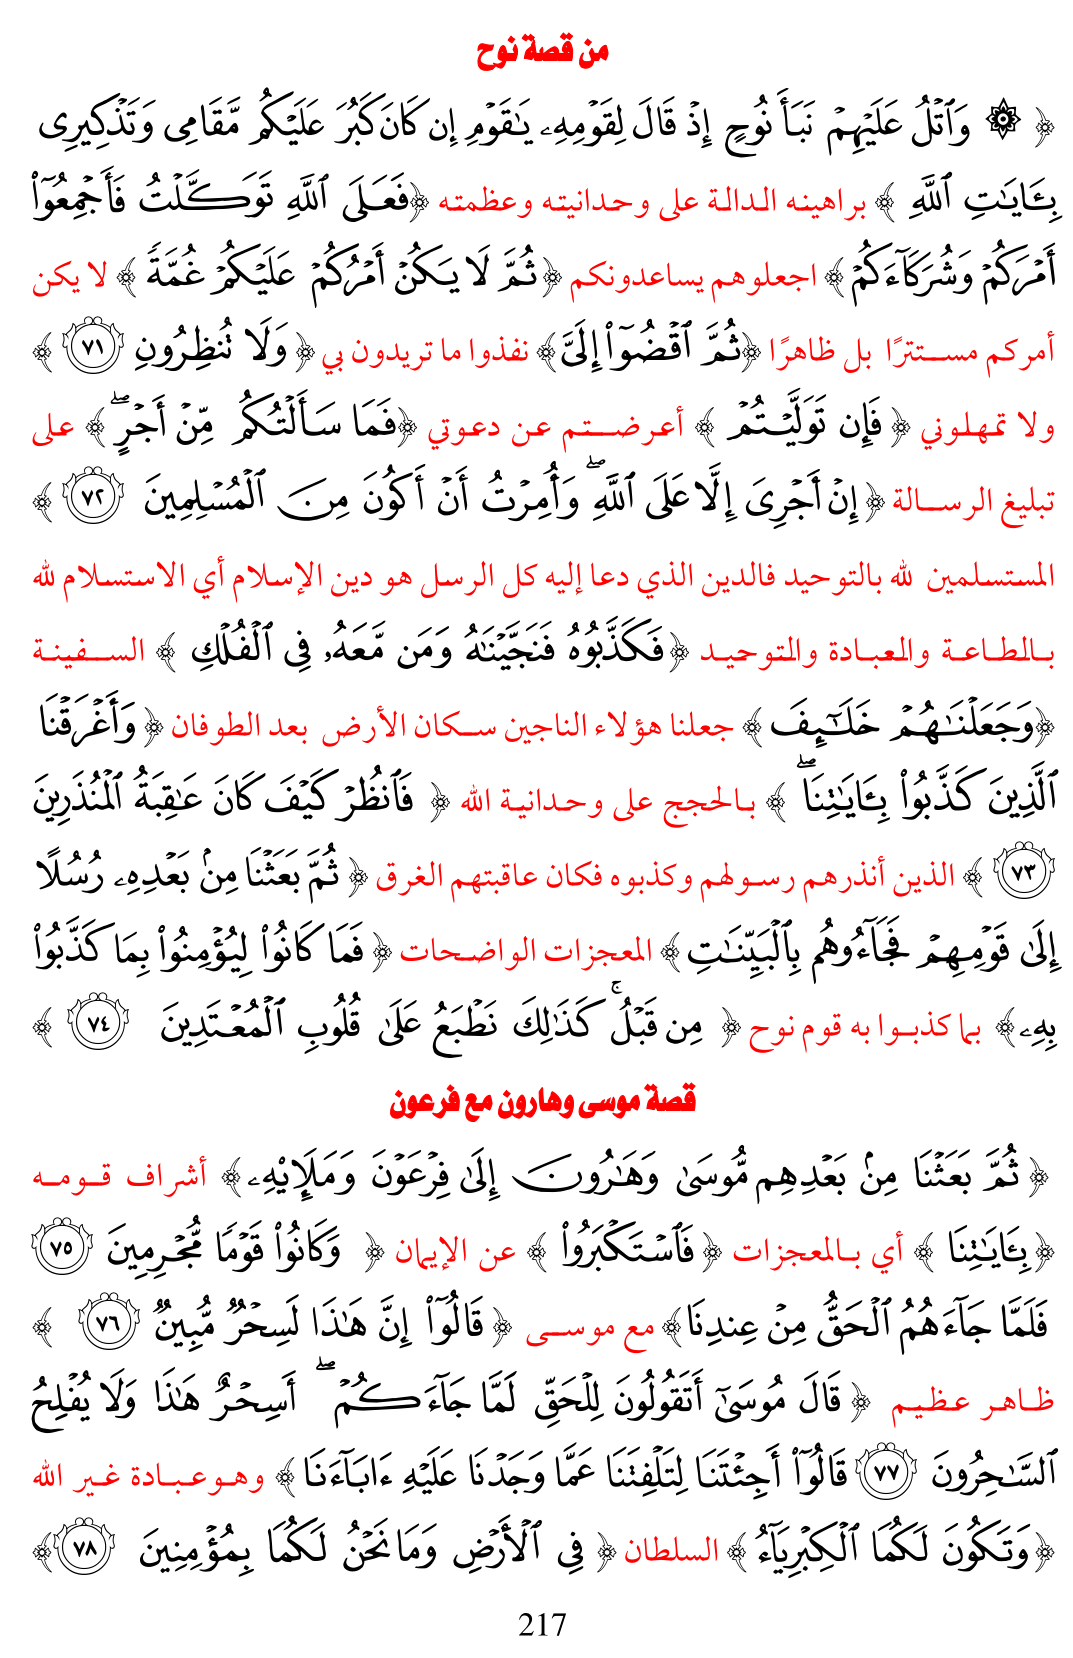 من قصة نوح
﴿ ۞ وَٱتۡلُ عَلَيۡهِمۡ نَبَأَ نُوحٍ إِذۡ قَالَ لِقَوۡمِهِۦ يَٰقَوۡمِ إِن كَانَ كَبُرَ عَلَيۡكُم مَّقَامِى وَتَذۡكِيرِى
بِـَٔايَٰتِ ٱللَّهِ ﴾ براهينه الدالة على وحدانيته وعظمته ﴿فَعَلَى ٱللَّهِ تَوَكَّلۡتُ فَأَجۡمِعُوٓاْ
أَمۡرَكُمۡ وَشُرَكَآءَكُمۡ﴾ اجعلوهم يساعدونكم ﴿ثُمَّ لَا يَكُنۡ أَمۡرُكُمۡ عَلَيۡكُمۡ غُمَّةٗ ﴾ لا يكن
أمركم مستترًا بل ظاهرًا ﴿ثُمَّ ٱقۡضُوٓاْ إِلَىَّ﴾ نفذوا ما تريدون بي ﴿ وَلَا تُنظِرُونِ ٧١ ﴾
ولا تمهلوني ﴿ فَإِن تَوَلَّيۡتُمۡ ﴾ أعرضتم عن دعوتي ﴿فَمَا سَأَلۡتُكُم مِّنۡ أَجۡرٍۖ ﴾ على
تبليغ الرسالة ﴿ إِنۡ أَجۡرِىَ إِلَّا عَلَى ٱللَّهِۖ وَأُمِرۡتُ أَنۡ أَكُونَ مِنَ ٱلۡمُسۡلِمِينَ ٧٢ ﴾
المستسلمين لله بالتوحيد فالدين الذي دعا إليه كل الرسل هو دين الإسلام أي الاستسلام لله
بالطاعة والعبادة والتوحيد ﴿فَكَذَّبُوهُ فَنَجَّيۡنَٰهُ وَمَن مَّعَهُۥ فِى ٱلۡفُلۡكِ ﴾ السفينة
﴿وَجَعَلۡنَٰهُمۡ خَلَٰٓئِفَ ﴾ جعلنا هؤلاء الناجين سكان الأرض بعد الطوفان ﴿ وَأَغۡرَقۡنَا
ٱلَّذِينَ كَذَّبُواْ بِـَٔايَٰتِنَاۖ ﴾ بالحجج على وحدانية الله ﴿ فَٱنظُرۡ كَيۡفَ كَانَ عَٰقِبَةُ ٱلۡمُنذَرِينَ
٧٣ ﴾ الذين أنذرهم رسولهم وكذبوه فكان عاقبتهم الغرق ﴿ ثُمَّ بَعَثۡنَا مِنۢ بَعۡدِهِۦ رُسُلًا
إِلَىٰ قَوۡمِهِمۡ فَجَآءُوهُم بِٱلۡبَيِّنَٰتِ ﴾ المعجزات الواضحات ﴿ فَمَا كَانُواْ لِيُؤۡمِنُواْ بِمَا كَذَّبُواْ
بِهِۦ ﴾ بما كذبوا به قوم نوح ﴿ مِن قَبۡلُۚ كَذَٰلِكَ نَطۡبَعُ عَلَىٰ قُلُوبِ ٱلۡمُعۡتَدِينَ ٧٤ ﴾
قصة موسى وهارون مع فرعون
﴿ ثُمَّ بَعَثۡنَا مِنۢ بَعۡدِهِم مُّوسَىٰ وَهَٰرُونَ إِلَىٰ فِرۡعَوۡنَ وَمَلَإِيْهِۦ ﴾ أشراف قومه
﴿ بِـَٔايَٰتِنَا ﴾ أي بالمعجزات ﴿ فَٱسۡتَكۡبَرُواْ ﴾ عن الإيمان ﴿ وَكَانُواْ قَوۡمٗا مُّجۡرِمِينَ ٧٥
فَلَمَّا جَآءَهُمُ ٱلۡحَقُّ مِنۡ عِندِنَا﴾ مع موسى ﴿ قَالُوٓاْ إِنَّ هَٰذَا لَسِحۡرٞ مُّبِينٞ ٧٦ ﴾
ظاهر عظيم ﴿ قَالَ مُوسَىٰٓ أَتَقُولُونَ لِلۡحَقِّ لَمَّا جَآءَكُمۡۖ أَسِحۡرٌ هَٰذَا وَلَا يُفۡلِحُ
ٱلسَّٰحِرُونَ ٧٧ قَالُوٓاْ أَجِئۡتَنَا لِتَلۡفِتَنَا عَمَّا وَجَدۡنَا عَلَيۡهِ ءَابَآءَنَا ﴾ وهو عبادة غير الله
﴿ وَتَكُونَ لَكُمَا ٱلۡكِبۡرِيَآءُ ﴾ السلطان ﴿ فِى ٱلۡأَرۡضِ وَمَا نَحۡنُ لَكُمَا بِمُؤۡمِنِينَ ٧٨ ﴾
217